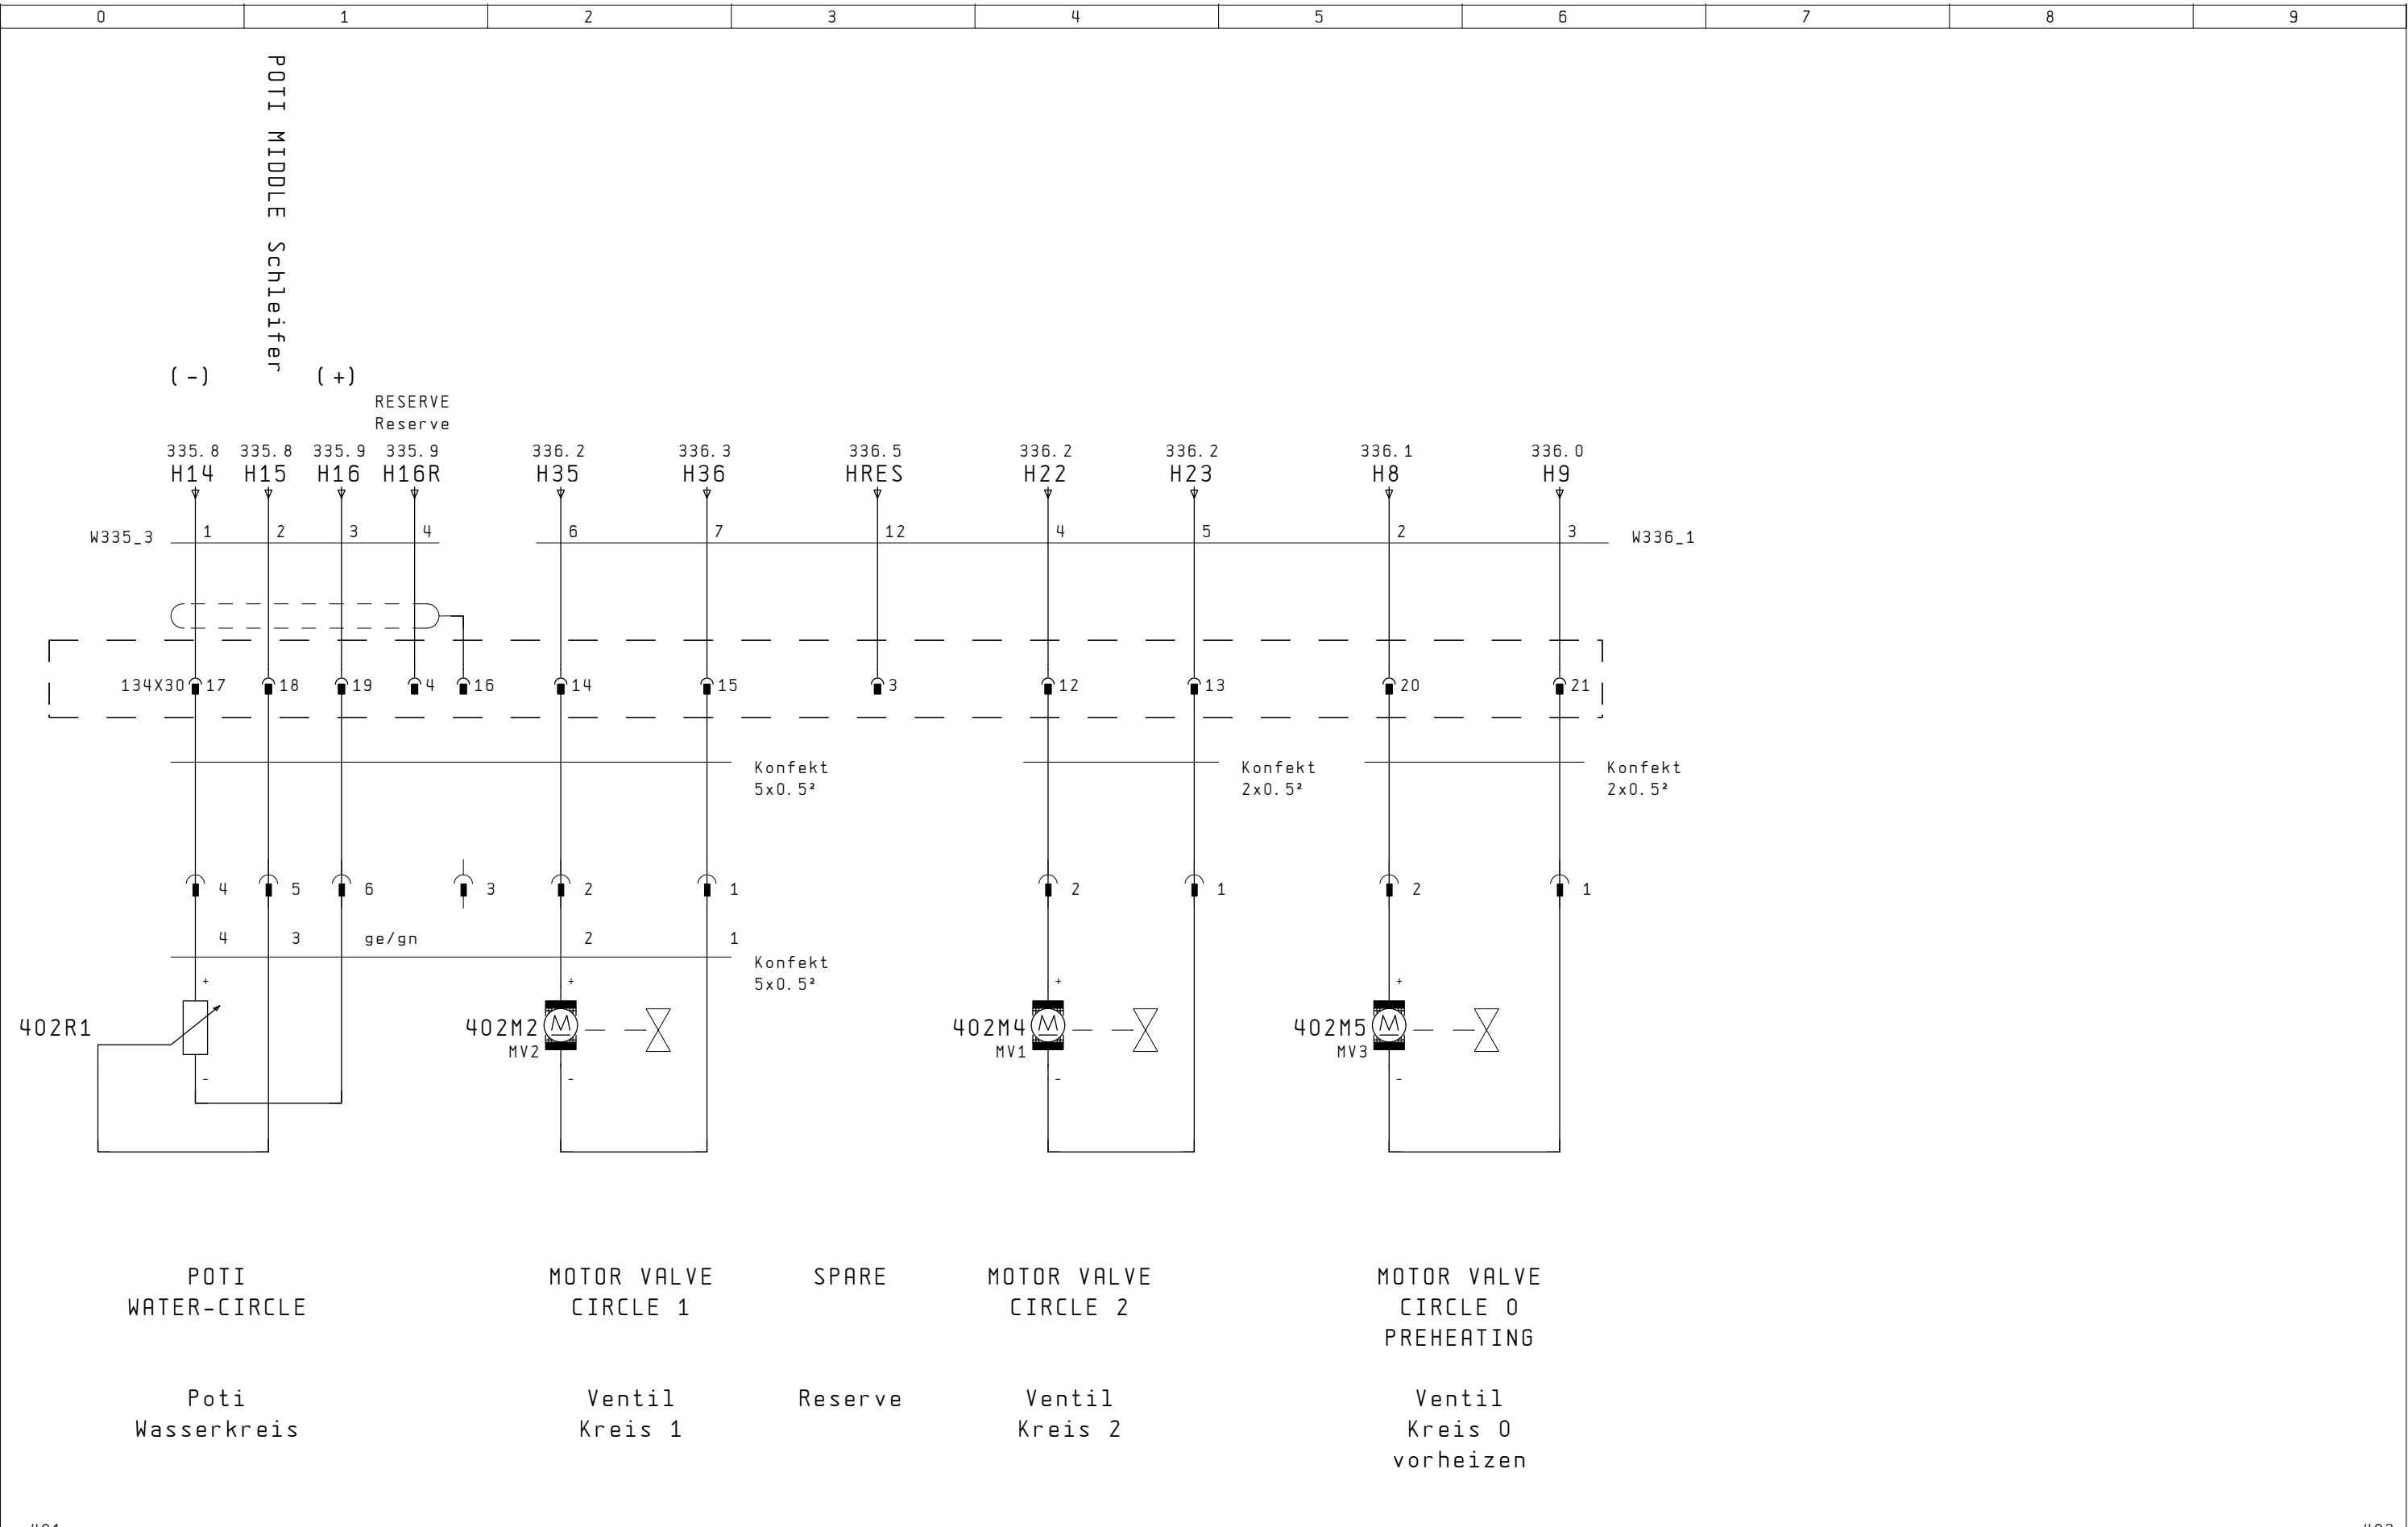 0 1 2 3 4 5 6 7 8 9
POTI MIDDLE Schleifer
(-) (+)
RESERVE
Reserve
335.8 335.8 335.9 335.9 336.2 336.3 336.5 336.2 336.2 336.1 336.0
H14 H15 H16 H16R H35 H36 HRES H22 H23 H8 H9
W335_3 1 2 3 4 6 7 12 4 5 2 3 W336_1
134X30 17 18 19 4 16 14 15 3 12 13 20 21
Konfekt Konfekt Konfekt
5x0.5² 2x0.5² 2x0.5²
4 5 6 3 2 1 2 1 2 1
4 3 ge/gn 2 1
Konfekt
5x0.5²
+ + + +
402R1 402M2 M 402M4 M 402M5 M
MV2 MV1 MV3
- - - -
POTI MOTOR VALVE SPARE MOTOR VALVE MOTOR VALVE
WATER-CIRCLE CIRCLE 1 CIRCLE 2 CIRCLE 0
PREHEATING
Poti Ventil Reserve Ventil Ventil
Wasserkreis Kreis 1 Kreis 2 Kreis 0
vorheizen